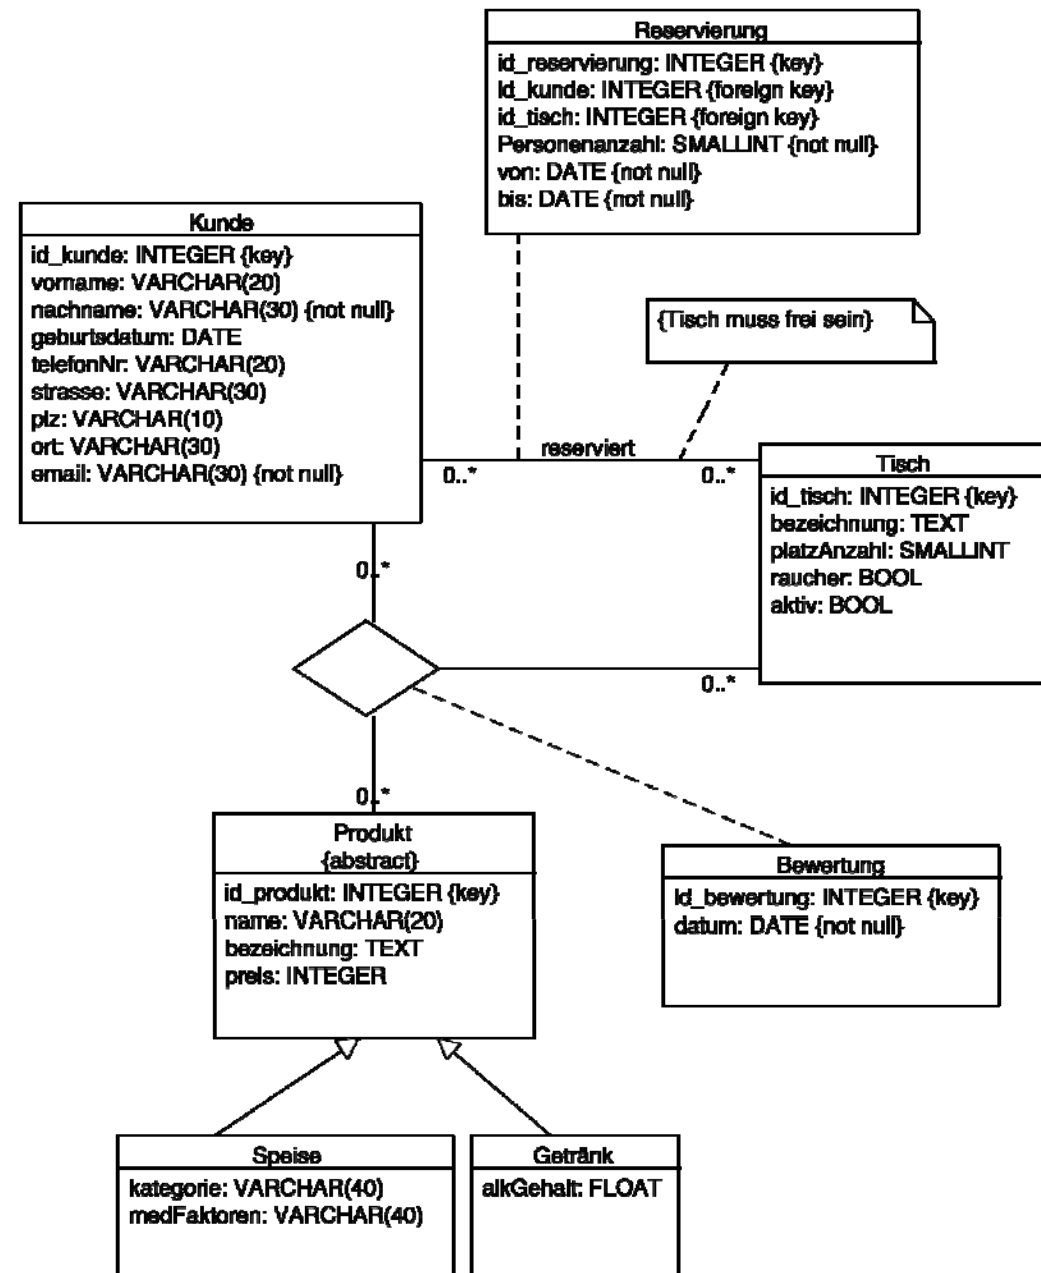 Reservierung
id_reservierung: INTEGER {key}
id_kunde: INTEGER {foreign key}
id_tisch: INTEGER {foreign key}
Personenanzahl: SMALLINT {not null}
von: DATE {not null}
bis: DATE {not null}
Kunde
id_kunde: INTEGER {key}
vorname: VARCHAR(20)
nachname: VARCHAR(30) {not null}
geburtsdatum: DATE
telefonNr: VARCHAR(20)
strasse: VARCHAR(30)
plz: VARCHAR(10)
ort: VARCHAR(30)
email: VARCHAR(30) {not null}
{Tisch muss frei sein}
reserviert
0..*
0..*
Tisch
id_tisch: INTEGER {key}
bezeichnung: TEXT
platzAnzahl: SMALLINT
raucher: BOOL
aktiv: BOOL
0..*
0..*
0..*
Produkt
{abstract}
id_produkt: INTEGER {key}
name: VARCHAR(20)
bezeichnung: TEXT
preis: INTEGER
Bewertung
id_bewertung: INTEGER {key}
datum: DATE {not null}
Speise
kategorie: VARCHAR(40)
medFaktoren: VARCHAR(40)
Getränk
alkGehalt: FLOAT